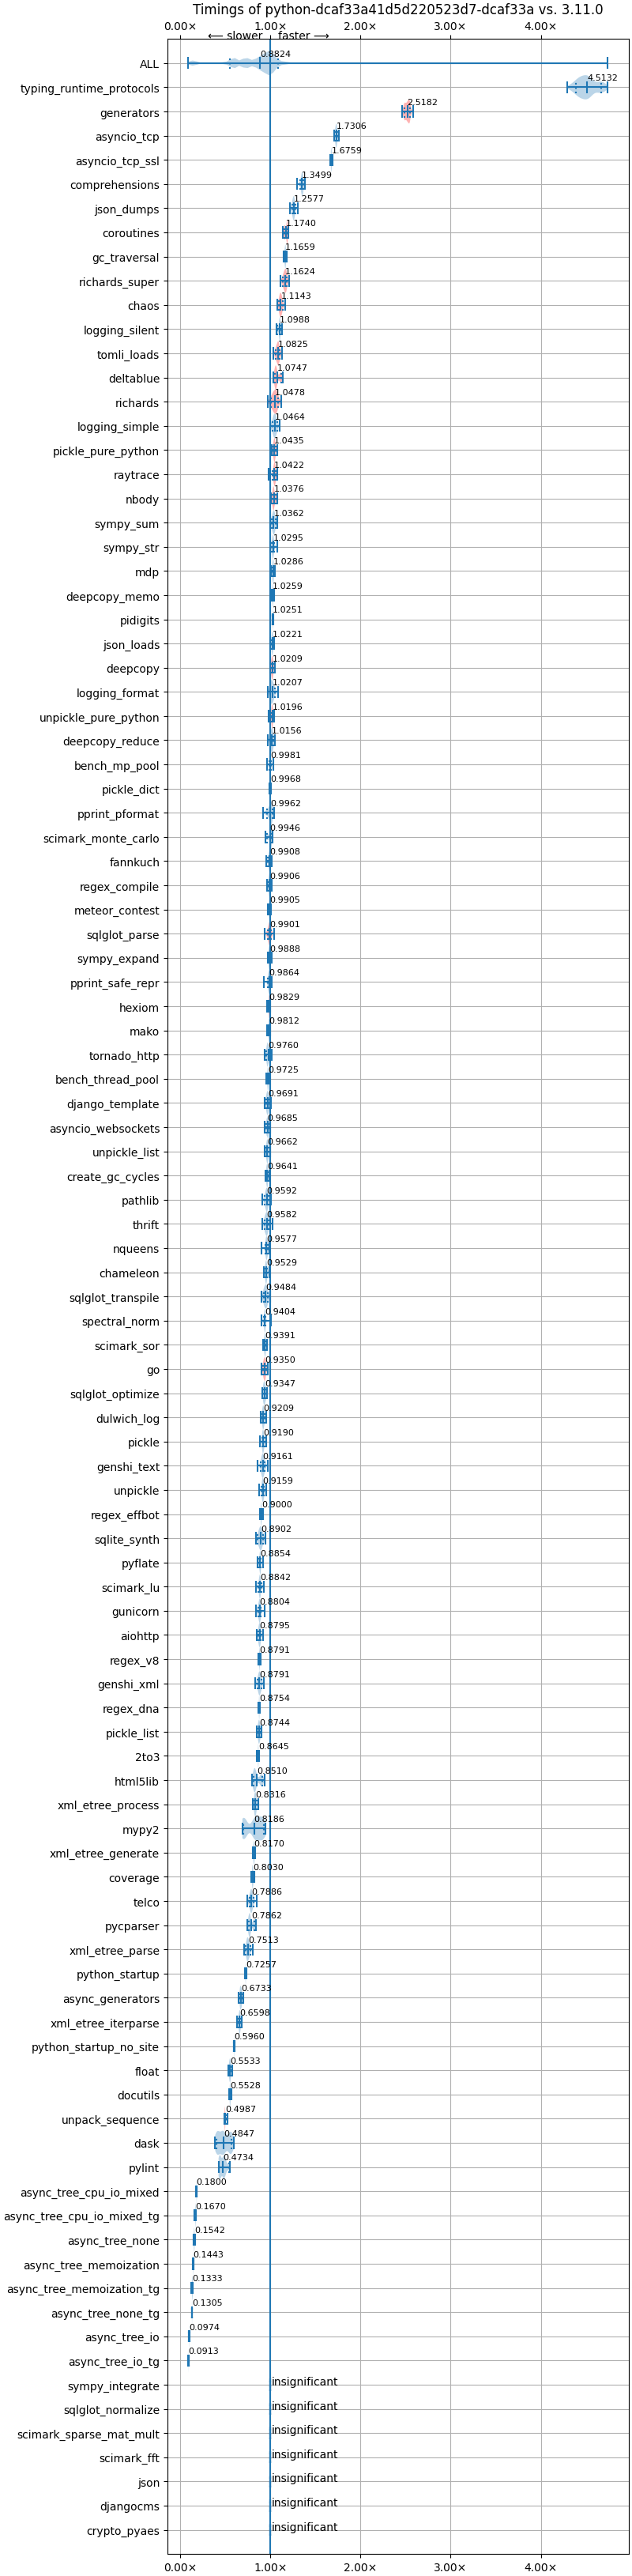 Timings of python-dcaf33a41d5d220523d7-dcaf33a vs. 3.11.0
0.00× 1.00× 2.00× 3.00× 4.00×
⟵ slower faster ⟶
ALL 0.8824
typing_runtime_protocols 4.5132
generators 2.5182
asyncio_tcp 1.7306
asyncio_tcp_ssl 1.6759
comprehensions 1.3499
json_dumps 1.2577
coroutines 1.1740
gc_traversal 1.1659
richards_super 1.1624
chaos 1.1143
logging_silent 1.0988
tomli_loads 1.0825
deltablue 1.0747
richards 1.0478
logging_simple 1.0464
pickle_pure_python 1.0435
raytrace 1.0422
nbody 1.0376
sympy_sum 1.0362
sympy_str 1.0295
mdp 1.0286
deepcopy_memo 1.0259
pidigits 1.0251
json_loads 1.0221
deepcopy 1.0209
logging_format 1.0207
unpickle_pure_python 1.0196
deepcopy_reduce 1.0156
bench_mp_pool 0.9981
pickle_dict 0.9968
pprint_pformat 0.9962
scimark_monte_carlo 0.9946
fannkuch 0.9908
regex_compile 0.9906
meteor_contest 0.9905
sqlglot_parse 0.9901
sympy_expand 0.9888
pprint_safe_repr 0.9864
hexiom 0.9829
mako 0.9812
tornado_http 0.9760
bench_thread_pool 0.9725
django_template 0.9691
asyncio_websockets 0.9685
unpickle_list 0.9662
create_gc_cycles 0.9641
pathlib 0.9592
thrift 0.9582
nqueens 0.9577
chameleon 0.9529
sqlglot_transpile 0.9484
spectral_norm 0.9404
scimark_sor 0.9391
go 0.9350
sqlglot_optimize 0.9347
dulwich_log 0.9209
pickle 0.9190
genshi_text 0.9161
unpickle 0.9159
regex_effbot 0.9000
sqlite_synth 0.8902
pyflate 0.8854
scimark_lu 0.8842
gunicorn 0.8804
aiohttp 0.8795
regex_v8 0.8791
genshi_xml 0.8791
regex_dna 0.8754
pickle_list 0.8744
2to3 0.8645
html5lib 0.8510
xml_etree_process 0.8316
mypy2 0.8186
xml_etree_generate 0.8170
coverage 0.8030
telco 0.7886
pycparser 0.7862
xml_etree_parse 0.7513
python_startup 0.7257
async_generators 0.6733
xml_etree_iterparse 0.6598
python_startup_no_site 0.5960
float 0.5533
docutils 0.5528
unpack_sequence 0.4987
dask 0.4847
pylint 0.4734
async_tree_cpu_io_mixed 0.1800
async_tree_cpu_io_mixed_tg 0.1670
async_tree_none 0.1542
async_tree_memoization 0.1443
async_tree_memoization_tg 0.1333
async_tree_none_tg 0.1305
async_tree_io 0.0974
async_tree_io_tg 0.0913
sympy_integrate insignificant
sqlglot_normalize insignificant
scimark_sparse_mat_mult insignificant
scimark_fft insignificant
json insignificant
djangocms insignificant
crypto_pyaes insignificant
0.00× 1.00× 2.00× 3.00× 4.00×